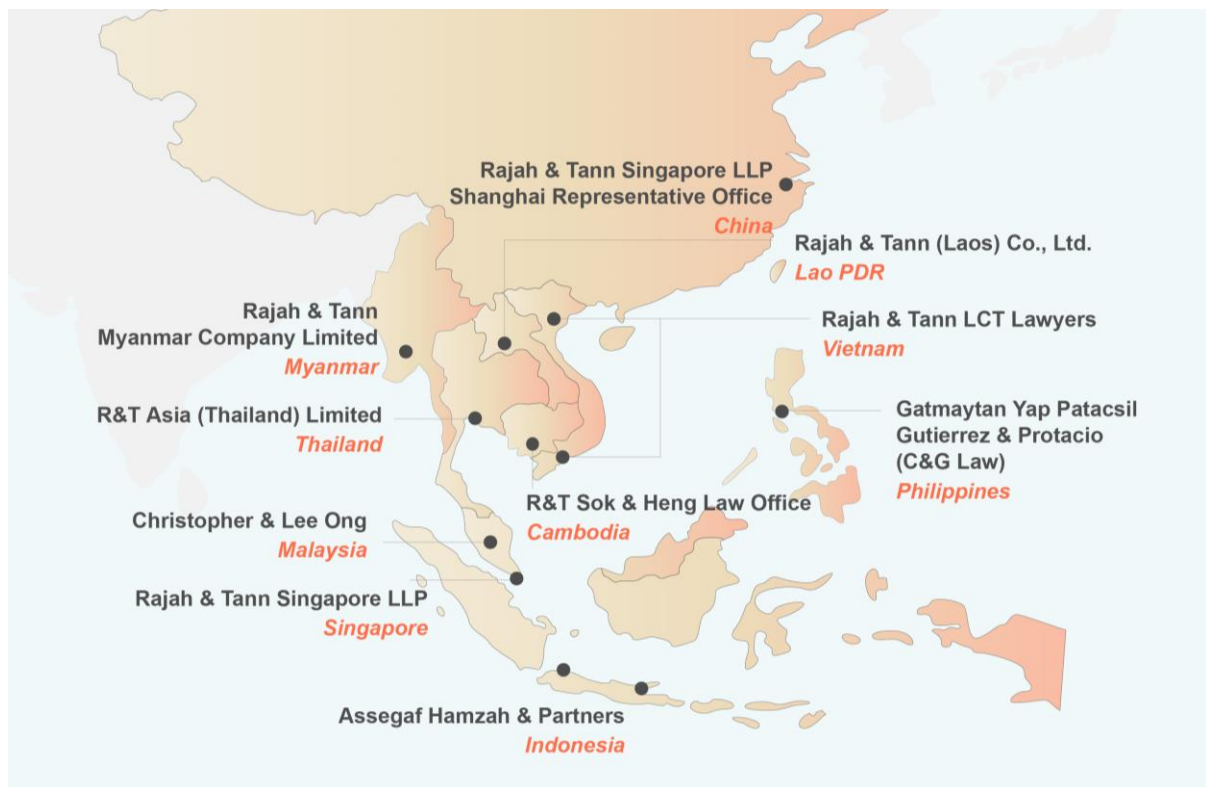 Rajah & Tann Singapore LLP
Shanghai Representative Office
China
Rajah & Tann (Laos) Co., Ltd.
Lao PDR
Rajah & Tann
Myanmar Company Limited
Myanmar
Rajah & Tann LCT Lawyers
Vietnam
R&T Asia (Thailand) Limited
Thailand
Gatmaytan Yap Patacsil
Gutierrez & Protacio
(C&G Law)
Philippines
R&T Sok & Heng Law Office
Cambodia
Christopher & Lee Ong
Malaysia
Rajah & Tann Singapore LLP
Singapore
Assegaf Hamzah & Partners
Indonesia